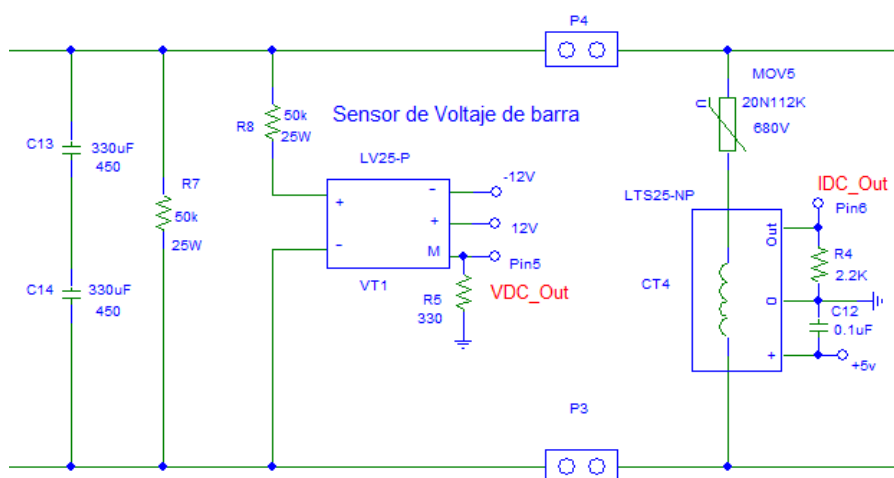 P4
MOV5
20N112K
680V
C13
330uF
450
R8
50k
25W
Sensor de Voltaje de barra
LV25-P
-12V
+
-
12V
+
-
M
Pin5
VT1
R7
50k
25W
R5
330
VDC_Out
C14
330uF
450
LTS25-NP
IDC_Out
Pin6
Out
R4
2.2K
CT4
0
C12
0.1uF
+
+5v
P3